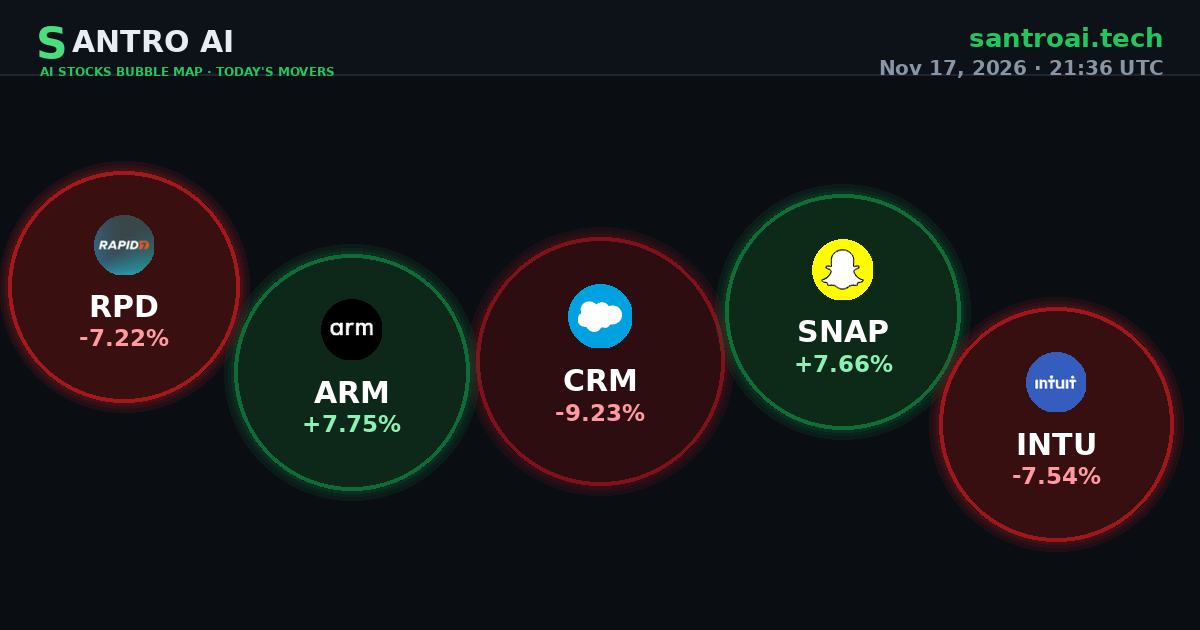 SANTRO AI
AI STOCKS BUBBLE MAP · TODAY'S MOVERS
santroai.tech
Nov 17, 2026 · 21:36 UTC
RAPID7
RPD
-7.22%
arm
ARM
+7.75%
CRM
-9.23%
SNAP
+7.66%
intuit
INTU
-7.54%